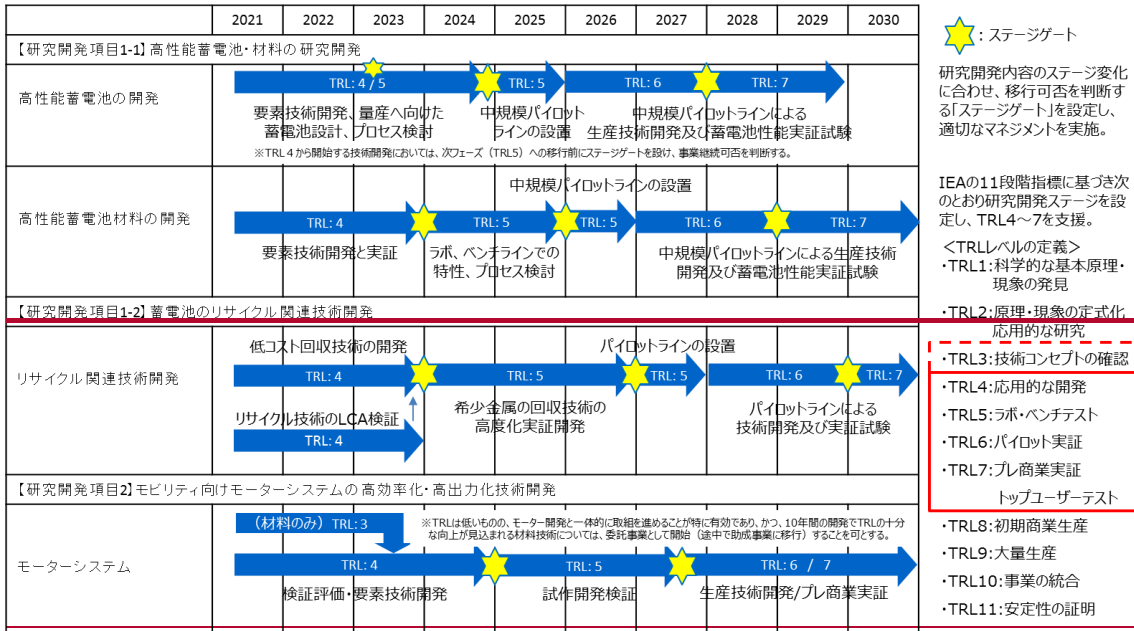 2021 2022 2023 2024 2025 2026 2027 2028 2029 2030
【研究開発項目1-1】高性能蓄電池・材料の研究開発
高性能蓄電池の開発
TRL: 4 / 5
TRL: 5
TRL: 6
TRL: 7
要素技術開発、量産へ向けた
蓄電池設計、プロセス検討
中規模パイロット
ラインの設置
中規模パイロットラインによる
生産技術開発及び蓄電池性能実証試験
※TRL 4 から開始する技術開発においては、次フェーズ（TRL5）への移行前にステージゲートを設け、事業継続可否を判断する。
高性能蓄電池材料の開発
中規模パイロットラインの設置
TRL: 4
TRL: 5
TRL: 5
TRL: 6
TRL: 7
要素技術開発と実証
ラボ、ベンチラインでの
特性、プロセス検討
中規模パイロットラインによる生産技術
開発及び蓄電池性能実証試験
【研究開発項目1-2】蓄電池のリサイクル関連技術開発
リサイクル関連技術開発
低コスト回収技術の開発
パイロットラインの設置
TRL: 4
TRL: 5
TRL: 5
TRL: 6
TRL: 7
リサイクル技術のLCA検証
TRL: 4
希少金属の回収技術の
高度化実証開発
パイロットラインによる
技術開発及び実証試験
【研究開発項目2】モビリティ向けモーターシステムの高効率化・高出力化技術開発
モーターシステム
（材料のみ）TRL: 3
※TRLは低いものの、モーター開発と一体的に取組を進めることが特に有効であり、かつ、10年間の開発でTRLの十分
な向上が見込まれる材料技術については、委託事業として開始（途中で助成事業に移行）することを可とする。
TRL: 4
TRL: 5
TRL: 6 / 7
検証評価・要素技術開発
試作開発検証
生産技術開発/プレ商業実証
：ステージゲート
研究開発内容のステージ変化
に合わせ、移行可否を判断す
る「ステージゲート」を設定し、
適切なマネジメントを実施。
IEAの11段階指標に基づき次
のとおり研究開発ステージを設
定し、TRL4～7を支援。
＜TRLレベルの定義＞
・TRL1:科学的な基本原理・
現象の発見
・TRL2:原理・現象の定式化
応用的な研究
・TRL3:技術コンセプトの確認
・TRL4:応用的な開発
・TRL5:ラボ・ベンチテスト
・TRL6:パイロット実証
・TRL7:プレ商業実証
トップユーザーテスト
・TRL8:初期商業生産
・TRL9:大量生産
・TRL10:事業の統合
・TRL11:安定性の証明